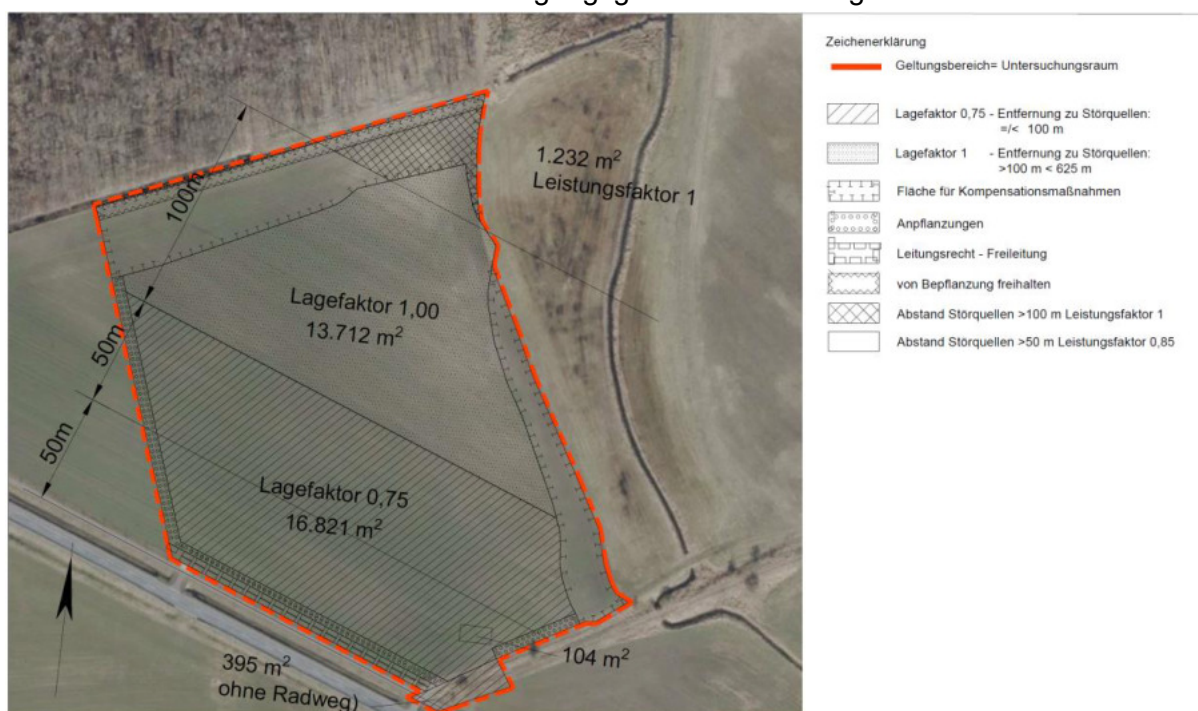 100m
1.232 m²
Leistungsfaktor 1
Lagefaktor 1,00
13.712 m²
50m
50m
Lagefaktor 0,75
16.821 m²
395 m²
ohne Radweg)
104 m²
Zeichenerklärung
Geltungsbereich= Untersuchungsraum
Lagefaktor 0,75 - Entfernung zu Störquellen:
=/< 100 m
Lagefaktor 1 - Entfernung zu Störquellen:
>100 m < 625 m
Fläche für Kompensationsmaßnahmen
Anpflanzungen
Leitungsrecht - Freileitung
von Bepflanzung freihalten
Abstand Störquellen >100 m Leistungsfaktor 1
Abstand Störquellen >50 m Leistungsfaktor 0,85